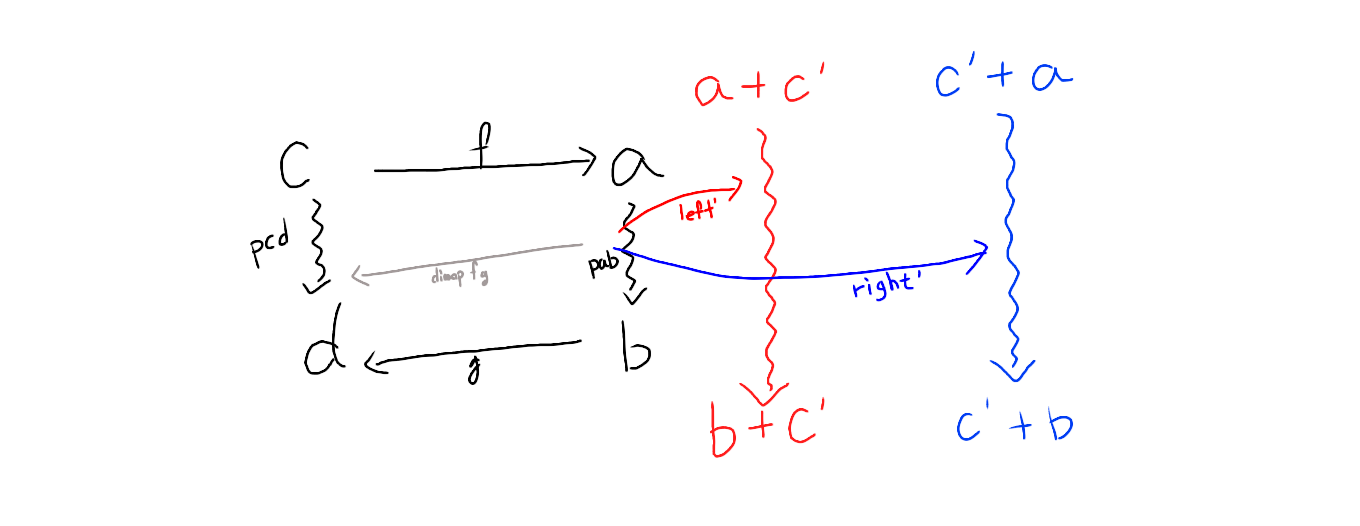 a + c'
c' + a
c
f
a
left'
pcd
dimap f g
pab
right'
d
g
b
b + c'
c' + b